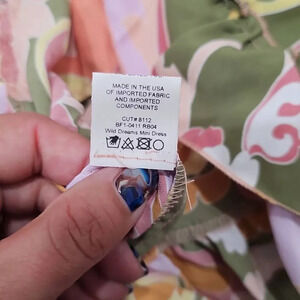 MADE IN THE USA
OF IMPORTED FABRIC
AND IMPORTED
COMPONENTS
CUT# 8112
BF1-0411 RB04
Wild Dreams Mini Dress